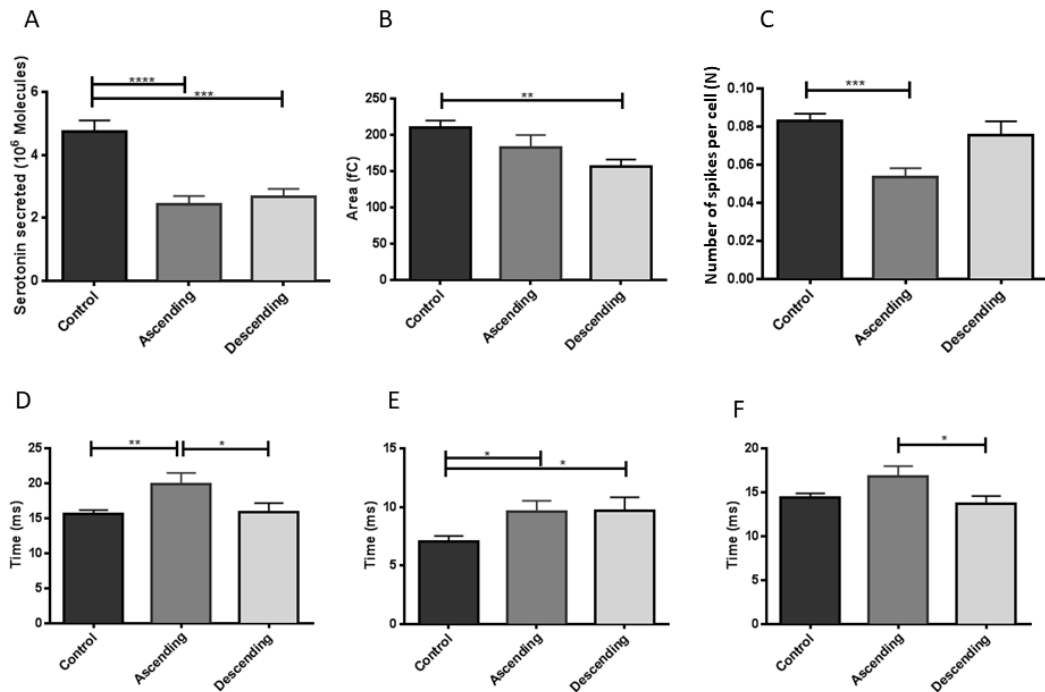 A
Serotonin secreted (10⁶ Molecules)
6
4
2
0
****
***
Control
Ascending
Descending
B
Area (fC)
250
200
150
100
50
0
**
Control
Ascending
Descending
C
Number of spikes per cell (N)
0.10
0.08
0.06
0.04
0.02
0.00
***
Control
Ascending
Descending
D
Time (ms)
25
20
15
10
5
0
**
*
Control
Ascending
Descending
E
Time (ms)
15
10
5
0
*
*
Control
Ascending
Descending
F
Time (ms)
20
15
10
5
0
*
Control
Ascending
Descending